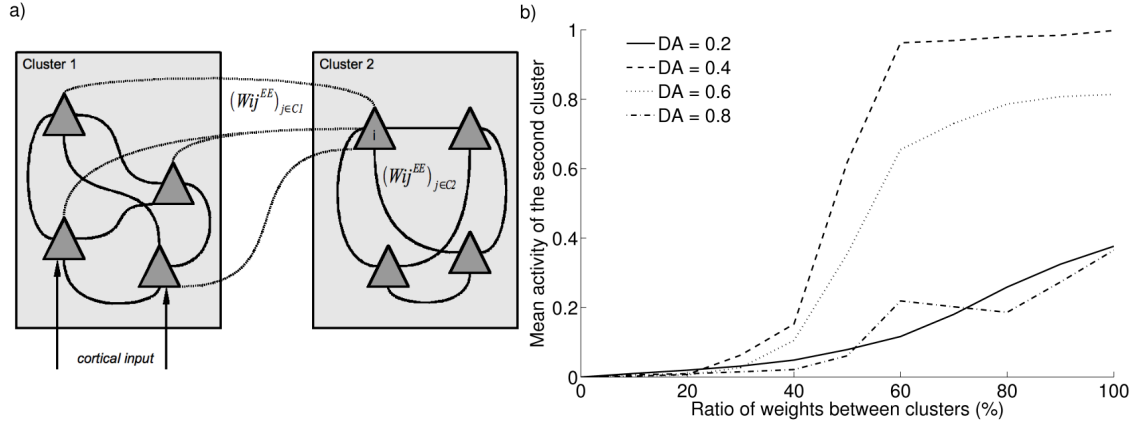 a)
Cluster 1
Cluster 2
(Wij^EE)_j∈C1
i
(Wij^EE)_j∈C2
cortical input
b)
Mean activity of the second cluster
1
0.8
0.6
0.4
0.2
0
DA = 0.2
DA = 0.4
DA = 0.6
DA = 0.8
0 20 40 60 80 100
Ratio of weights between clusters (%)